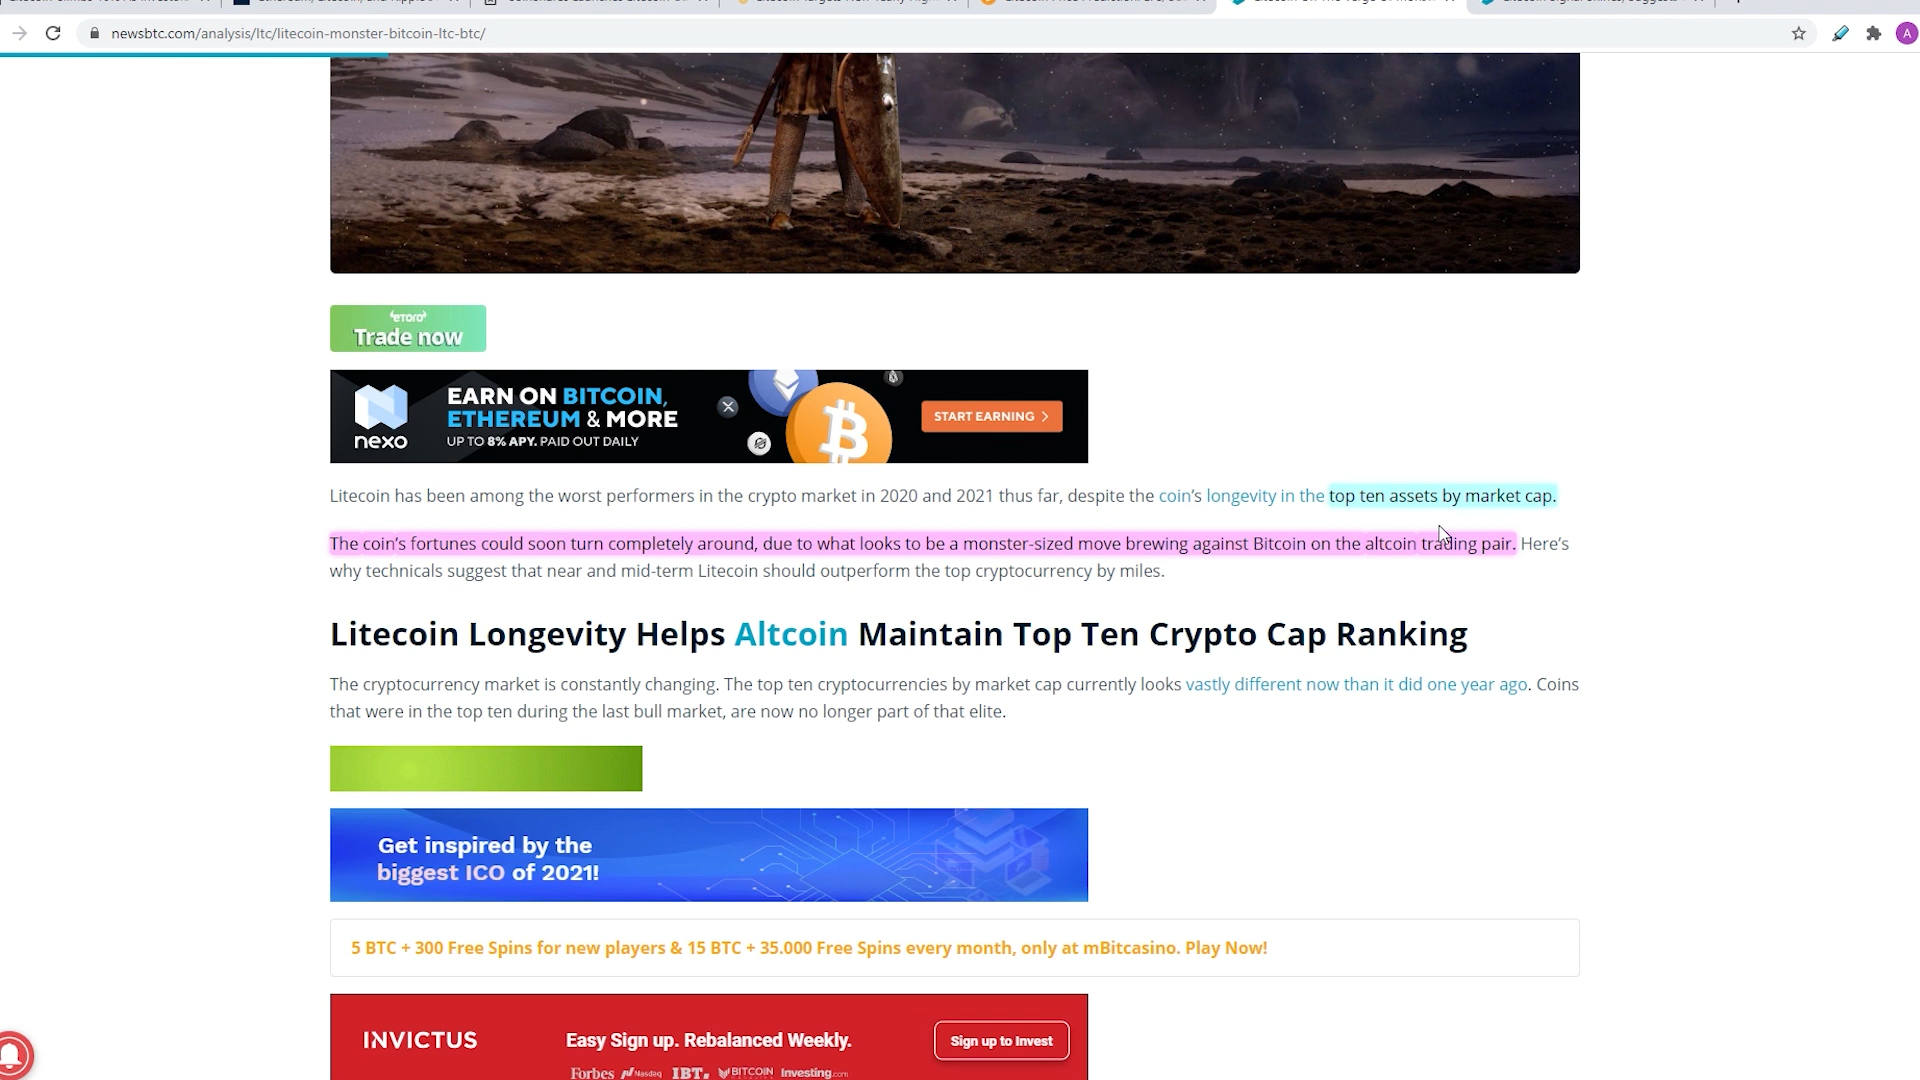 newsbtc.com/analysis/ltc/litecoin-monster-bitcoin-ltc-btc/
A
eToro
Trade now
nexo
EARN ON BITCOIN,
ETHEREUM & MORE
UP TO 8% APY. PAID OUT DAILY
START EARNING >
Litecoin has been among the worst performers in the crypto market in 2020 and 2021 thus far, despite the coin's longevity in the top ten assets by market cap.
The coin's fortunes could soon turn completely around, due to what looks to be a monster-sized move brewing against Bitcoin on the altcoin trading pair. Here's
why technicals suggest that near and mid-term Litecoin should outperform the top cryptocurrency by miles.
Litecoin Longevity Helps Altcoin Maintain Top Ten Crypto Cap Ranking
The cryptocurrency market is constantly changing. The top ten cryptocurrencies by market cap currently looks vastly different now than it did one year ago. Coins
that were in the top ten during the last bull market, are now no longer part of that elite.
Get inspired by the
biggest ICO of 2021!
5 BTC + 300 Free Spins for new players & 15 BTC + 35.000 Free Spins every month, only at mBitcasino. Play Now!
INVICTUS
Easy Sign up. Rebalanced Weekly.
Sign up to Invest
Forbes Nasdaq IBT. BITCOIN Investing.com